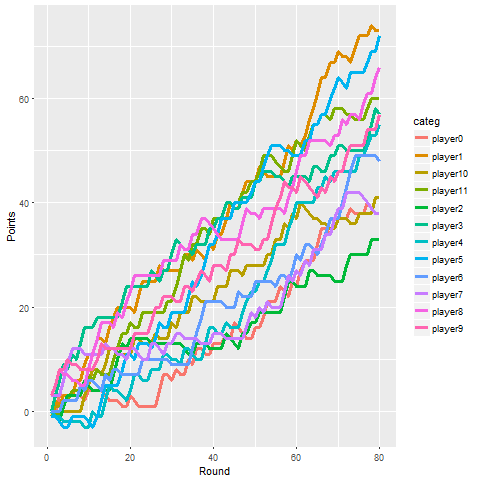 Points
60
40
20
0
0
20
40
60
80
Round
categ
player0
player1
player10
player11
player2
player3
player4
player5
player6
player7
player8
player9